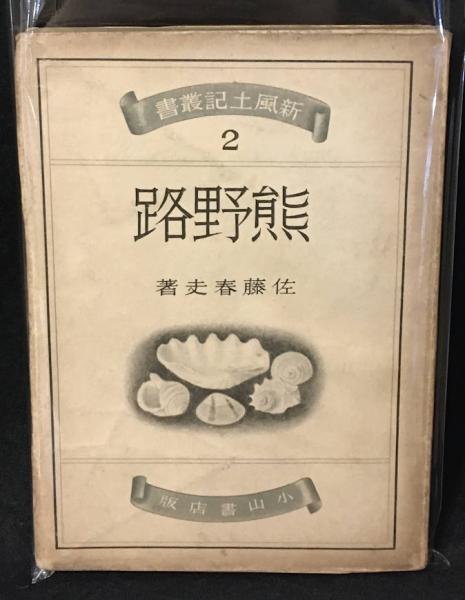 新風土記叢書
2
熊野路
佐藤春夫著
小山書店版